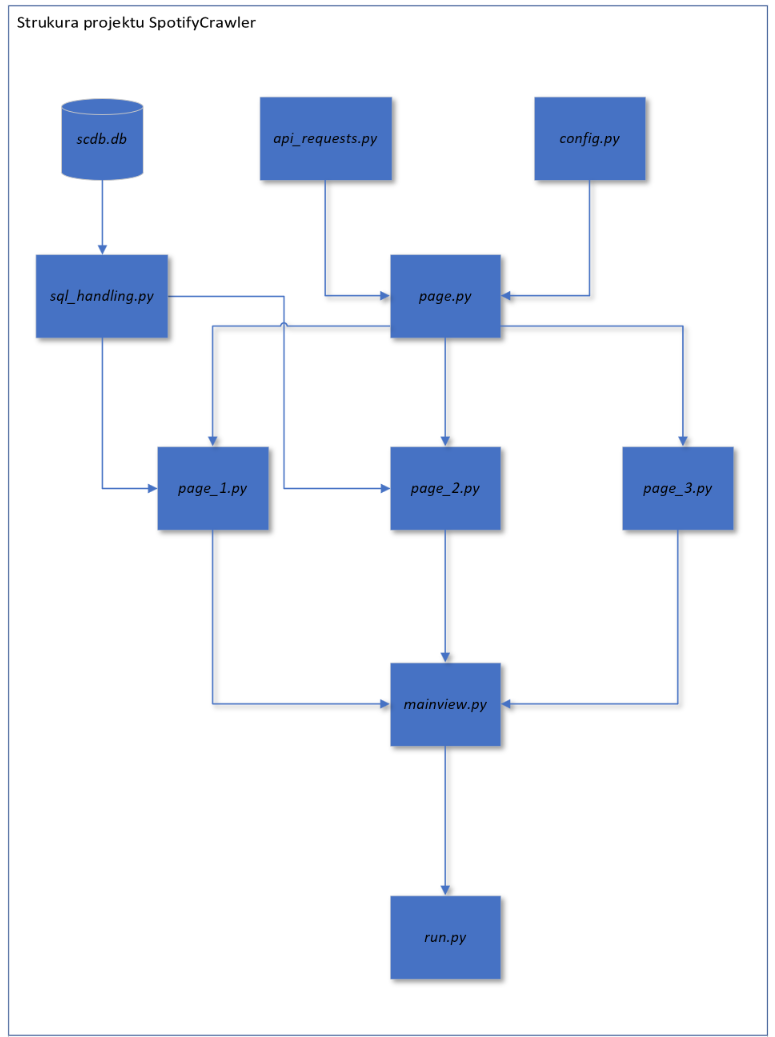 Strukura projektu SpotifyCrawler
scdb.db
api_requests.py
config.py
sql_handling.py
page.py
page_1.py
page_2.py
page_3.py
mainview.py
run.py